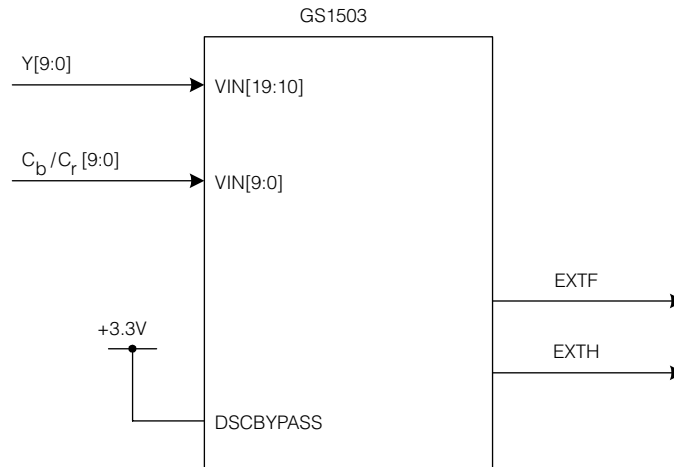 GS1503
Y[9:0]
VIN[19:10]
Cb/Cr[9:0]
VIN[9:0]
EXTF
+3.3V
EXTH
DSCBYPASS